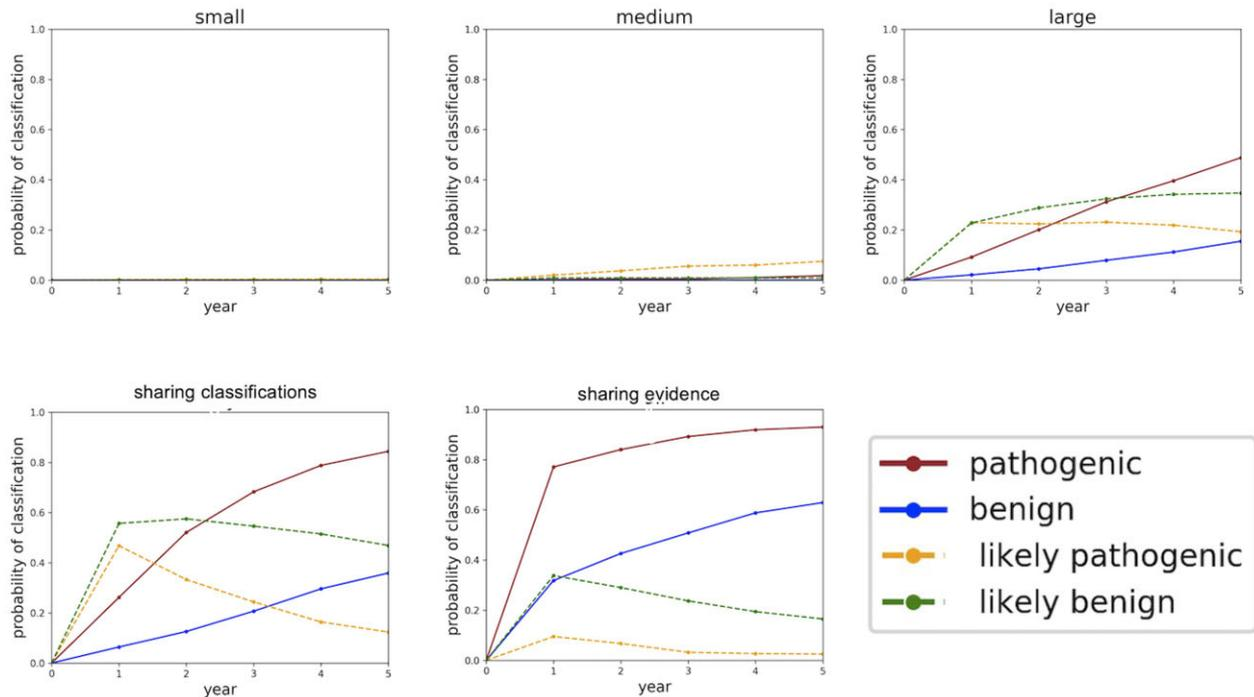 small
medium
large
1.0
0.8
0.6
0.4
0.2
0.0
probability of classification
0 1 2 3 4 5
year
1.0
0.8
0.6
0.4
0.2
0.0
probability of classification
0 1 2 3 4 5
year
1.0
0.8
0.6
0.4
0.2
0.0
probability of classification
0 1 2 3 4 5
year
sharing classifications
1.0
0.8
0.6
0.4
0.2
0.0
probability of classification
0 1 2 3 4 5
year
sharing evidence
1.0
0.8
0.6
0.4
0.2
0.0
probability of classification
0 1 2 3 4 5
year
pathogenic
benign
likely pathogenic
likely benign